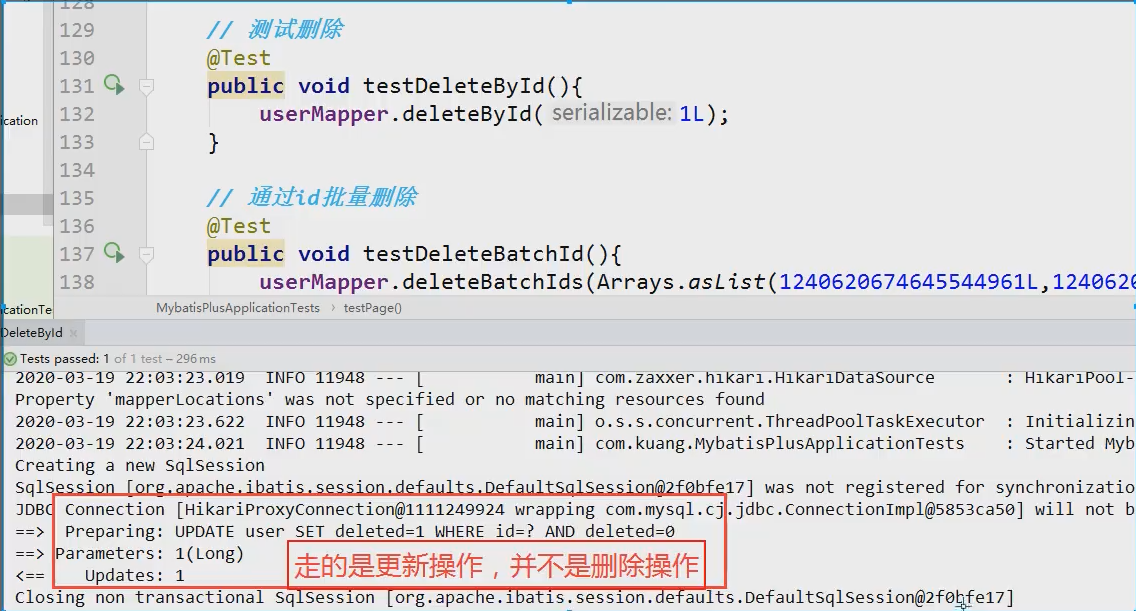 128
129 // 测试删除
130 @Test
131 public void testDeleteById(){
132 userMapper.deleteById( serializable: 1L);
133 }
134
135 // 通过id批量删除
136 @Test
137 public void testDeleteBatchId(){
138 userMapper.deleteBatchIds(Arrays.asList(1240620674645544961L,1240620
ication
icationTe
MybatisPlusApplicationTests › testPage()
DeleteById ×
Tests passed: 1 of 1 test – 296 ms
2020-03-19 22:03:23.019 INFO 11948 --- [ main] com.zaxxer.hikari.HikariDataSource : HikariPool-
Property 'mapperLocations' was not specified or no matching resources found
2020-03-19 22:03:23.622 INFO 11948 --- [ main] o.s.s.concurrent.ThreadPoolTaskExecutor : Initializin
2020-03-19 22:03:24.021 INFO 11948 --- [ main] com.kuang.MybatisPlusApplicationTests : Started Myb
Creating a new SqlSession
SqlSession [org.apache.ibatis.session.defaults.DefaultSqlSession@2f0bfe17] was not registered for synchronizatio
JDBC Connection [HikariProxyConnection@1111249924 wrapping com.mysql.cj.jdbc.ConnectionImpl@5853ca50] will not b
==> Preparing: UPDATE user SET deleted=1 WHERE id=? AND deleted=0
==> Parameters: 1(Long)
<== Updates: 1
走的是更新操作，并不是删除操作
Closing non transactional SqlSession [org.apache.ibatis.session.defaults.DefaultSqlSession@2f0bfe17]